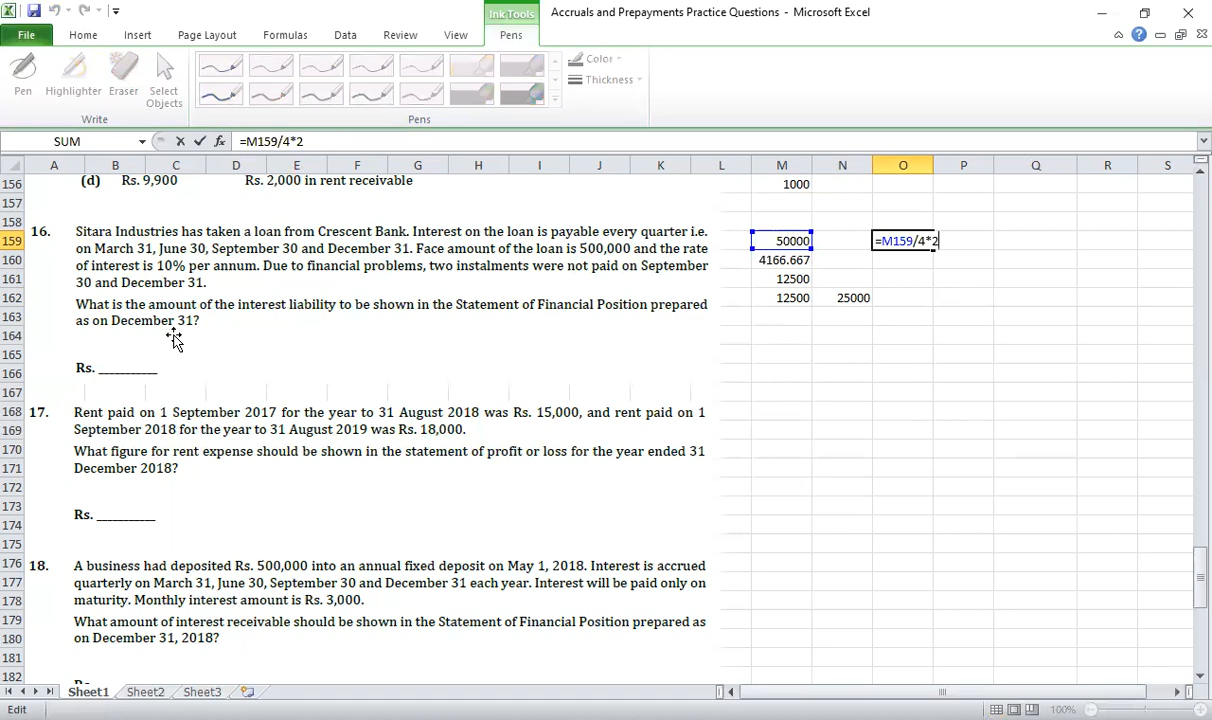 Ink Tools
Accruals and Prepayments Practice Questions - Microsoft Excel
File Home Insert Page Layout Formulas Data Review View Pens
Pen Highlighter Eraser Select Objects
Color
Thickness
Write Pens
SUM =M159/4*2
A B C D E F G H I J K L M N O P Q R S
156 (d) Rs. 9,900 Rs. 2,000 in rent receivable 1000
157
158
159 16. Sitara Industries has taken a loan from Crescent Bank. Interest on the loan is payable every quarter i.e. 50000 =M159/4*2
on March 31, June 30, September 30 and December 31. Face amount of the loan is 500,000 and the rate
160 of interest is 10% per annum. Due to financial problems, two instalments were not paid on September 4166.667
161 30 and December 31. 12500
162 What is the amount of the interest liability to be shown in the Statement of Financial Position prepared 12500 25000
163 as on December 31?
164
165
166 Rs. ___________
167
168 17. Rent paid on 1 September 2017 for the year to 31 August 2018 was Rs. 15,000, and rent paid on 1
169 September 2018 for the year to 31 August 2019 was Rs. 18,000.
170 What figure for rent expense should be shown in the statement of profit or loss for the year ended 31
171 December 2018?
172
173
174 Rs. ___________
175
176 18. A business had deposited Rs. 500,000 into an annual fixed deposit on May 1, 2018. Interest is accrued
177 quarterly on March 31, June 30, September 30 and December 31 each year. Interest will be paid only on
178 maturity. Monthly interest amount is Rs. 3,000.
179 What amount of interest receivable should be shown in the Statement of Financial Position prepared as
180 on December 31, 2018?
181
182
Sheet1 Sheet2 Sheet3
Edit 100%